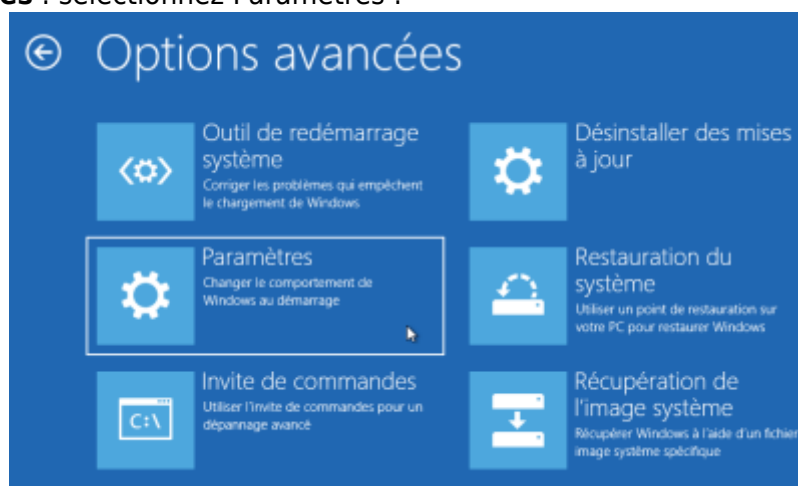 : sélectionnez Paramètres :
Options avancées
Outil de redémarrage
système
Corriger les problèmes qui empêchent
le chargement de Windows
Désinstaller des mises
à jour
Paramètres
Changer le comportement de
Windows au démarrage
Restauration du
système
Utiliser un point de restauration sur
votre PC pour restaurer Windows
Invite de commandes
Utiliser l'invite de commandes pour un
dépannage avancé
C:\
Récupération de
l'image système
Récupérer Windows à l'aide d'un fichier
image système spécifique